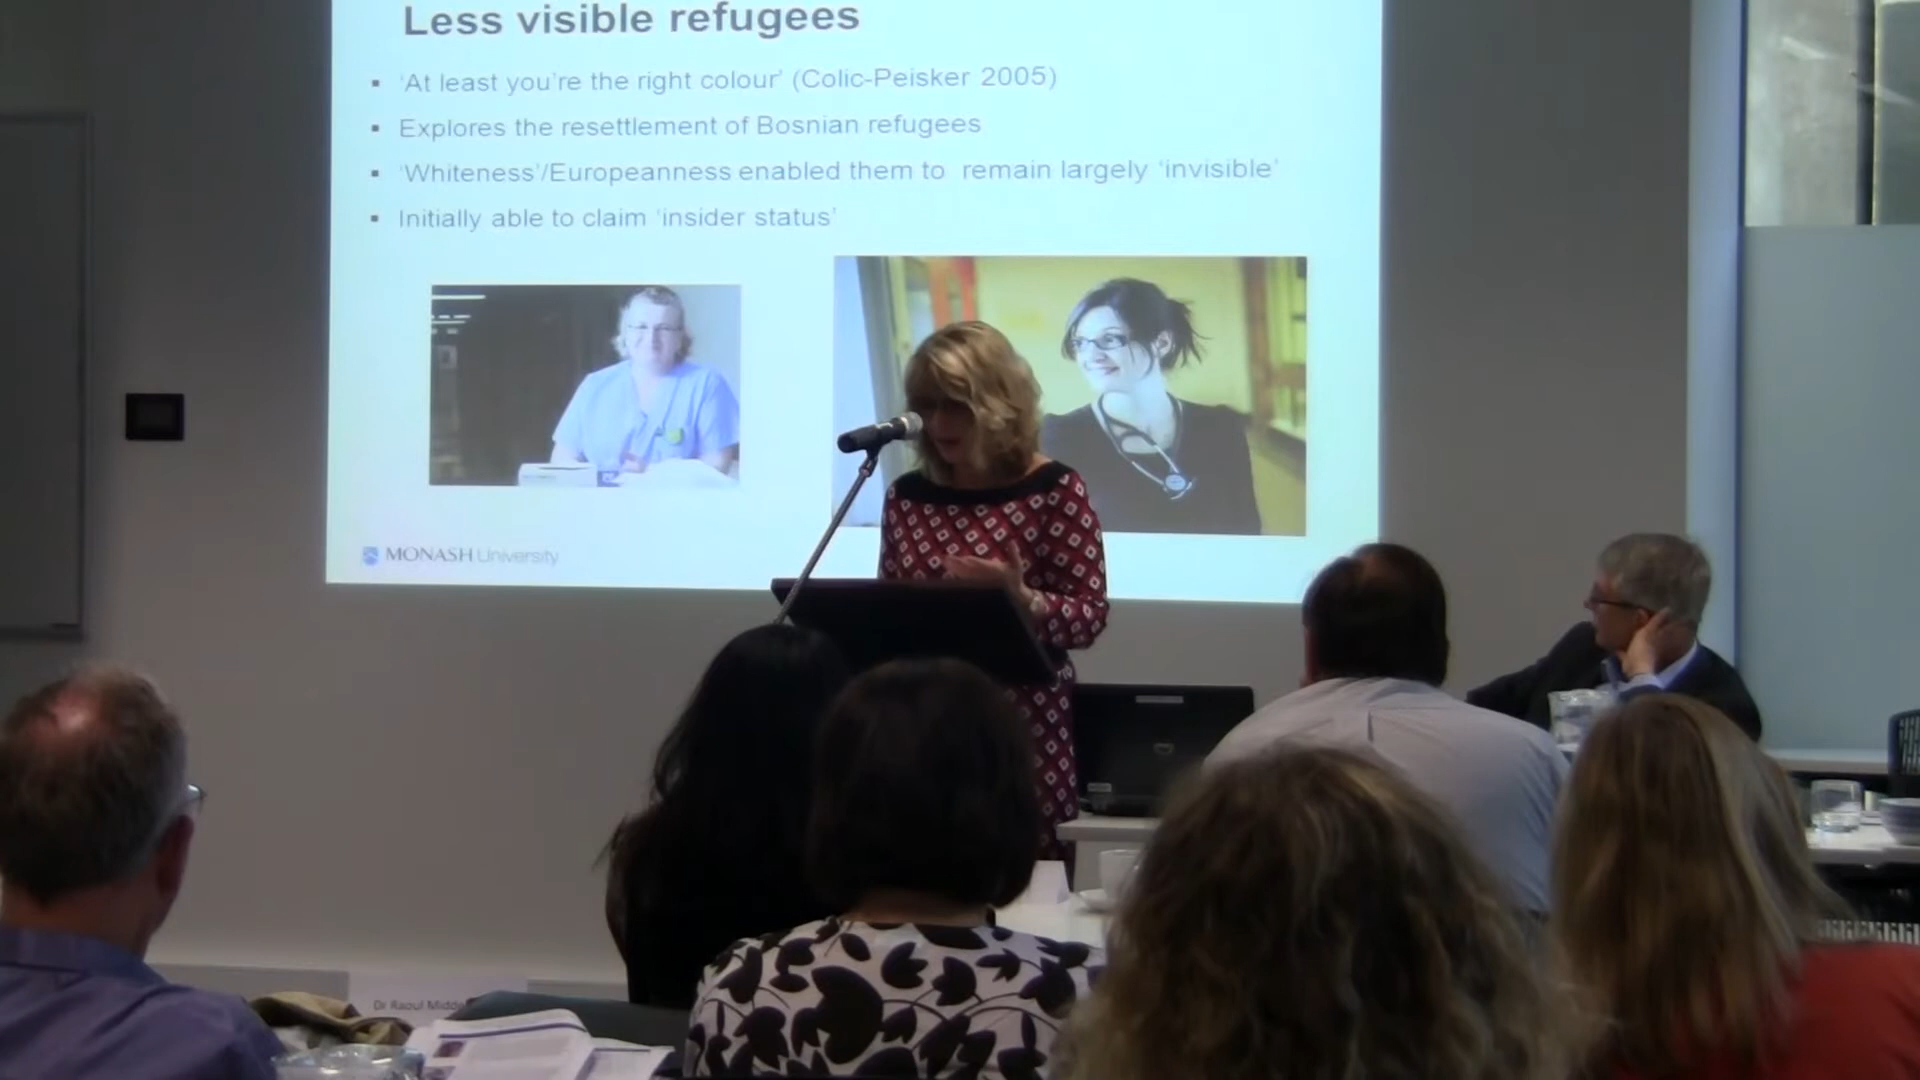 Less visible refugees
‘At least you’re the right colour’ (Colic-Peisker 2005)
Explores the resettlement of Bosnian refugees
‘Whiteness’/Europeanness enabled them to remain largely ‘invisible’
Initially able to claim ‘insider status’
MONASH University
Dr Raoul